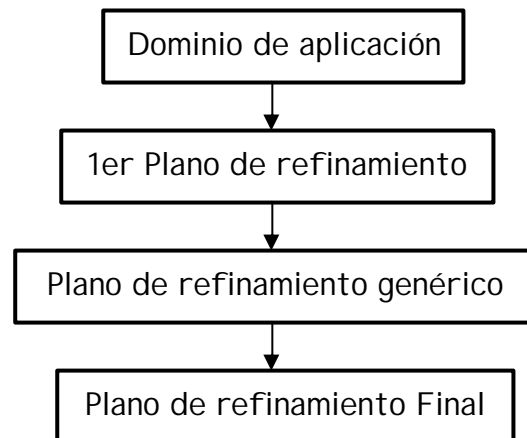 Dominio de aplicación
1er Plano de refinamiento
Plano de refinamiento genérico
Plano de refinamiento Final